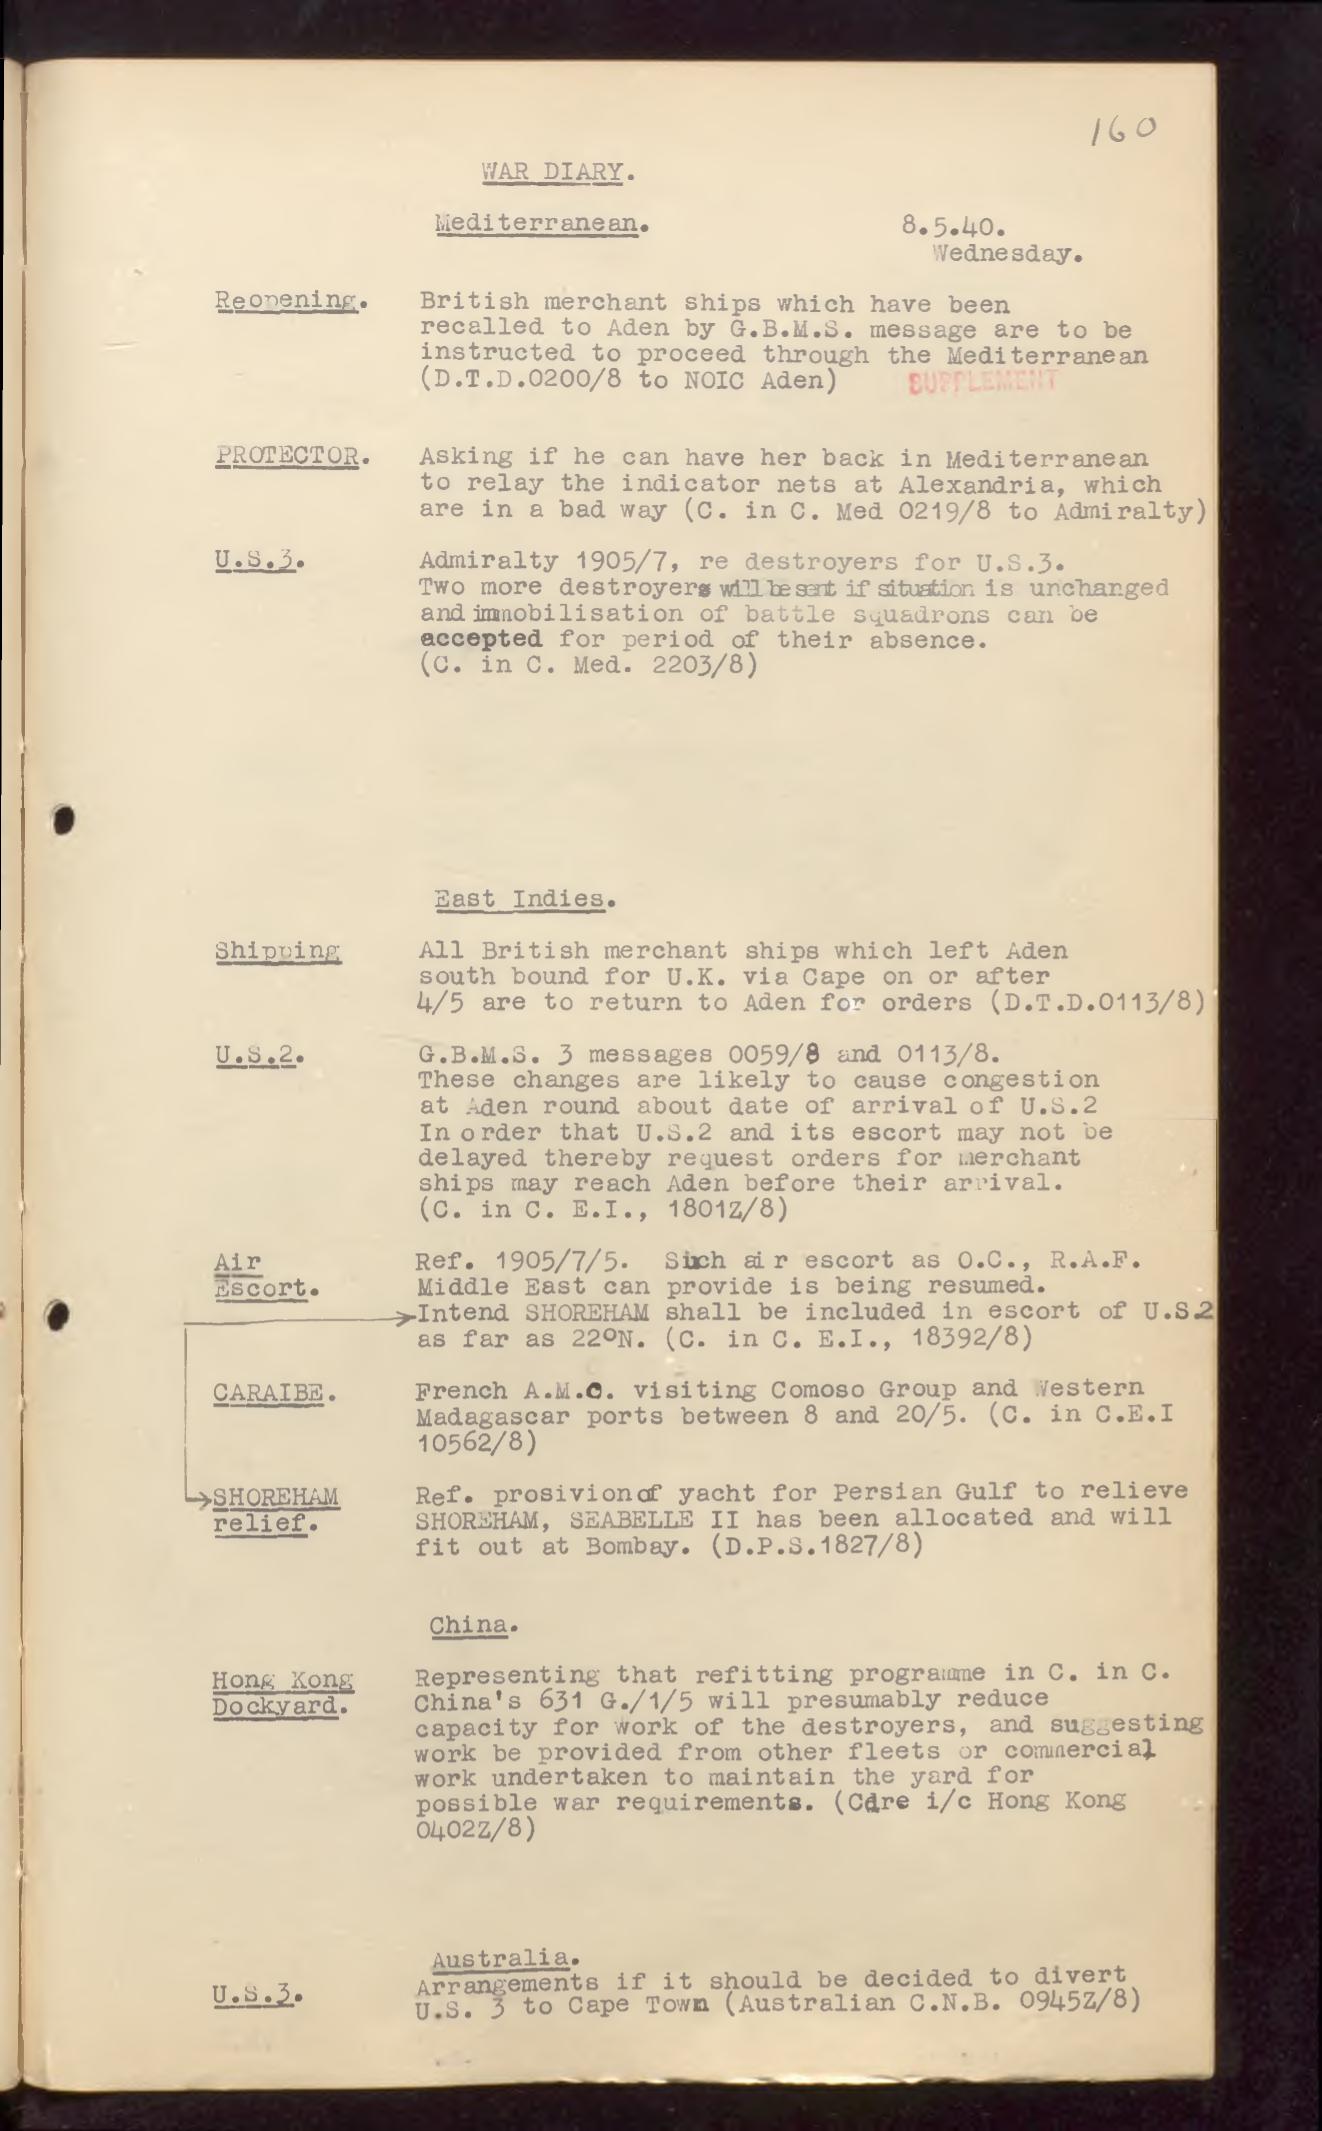 160
WAR DIARY.
Mediterranean. 8.5.40.
Wednesday.
Reopening. British merchant ships which have been
recalled to Aden by G.B.M.S. message are to be
instructed to proceed through the Mediterranean
(D.T.D.0200/8 to NOIC Aden) SUPPLEMENT
PROTECTOR. Asking if he can have her back in Mediterranean
to relay the indicator nets at Alexandria, which
are in a bad way (C. in C. Med 0219/8 to Admiralty)
U.S.3. Admiralty 1905/7, re destroyers for U.S.3.
Two more destroyers will be sent if situation is unchanged
and immobilisation of battle squadrons can be
accepted for period of their absence.
(C. in C. Med. 2203/8)
East Indies.
Shipping All British merchant ships which left Aden
south bound for U.K. via Cape on or after
4/5 are to return to Aden for orders (D.T.D.0113/8)
U.S.2. G.B.M.S. 3 messages 0059/8 and 0113/8.
These changes are likely to cause congestion
at Aden round about date of arrival of U.S.2
In order that U.S.2 and its escort may not be
delayed thereby request orders for merchant
ships may reach Aden before their arrival.
(C. in C. E.I., 1801Z/8)
Air Ref. 1905/7/5. Such air escort as O.C., R.A.F.
Escort. Middle East can provide is being resumed.
Intend SHOREHAM shall be included in escort of U.S.2
as far as 22ºN. (C. in C. E.I., 18392/8)
CARAIBE. French A.M.C. visiting Comoso Group and Western
Madagascar ports between 8 and 20/5. (C. in C.E.I
10562/8)
SHOREHAM Ref. prosivion of yacht for Persian Gulf to relieve
relief. SHOREHAM, SEABELLE II has been allocated and will
fit out at Bombay. (D.P.S.1827/8)
China.
Hong Kong Representing that refitting programme in C. in C.
Dockyard. China's 631 G./1/5 will presumably reduce
capacity for work of the destroyers, and suggesting
work be provided from other fleets or commercial
work undertaken to maintain the yard for
possible war requirements. (Cdre i/c Hong Kong
0402Z/8)
Australia.
U.S.3. Arrangements if it should be decided to divert
U.S. 3 to Cape Town (Australian C.N.B. 0945Z/8)